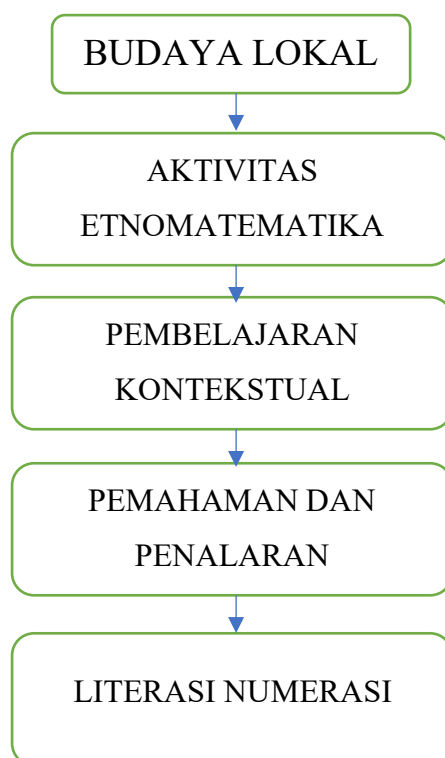 BUDAYA LOKAL
AKTIVITAS
ETNOMATEMATIKA
PEMBELAJARAN
KONTEKSTUAL
PEMAHAMAN DAN
PENALARAN
LITERASI NUMERASI